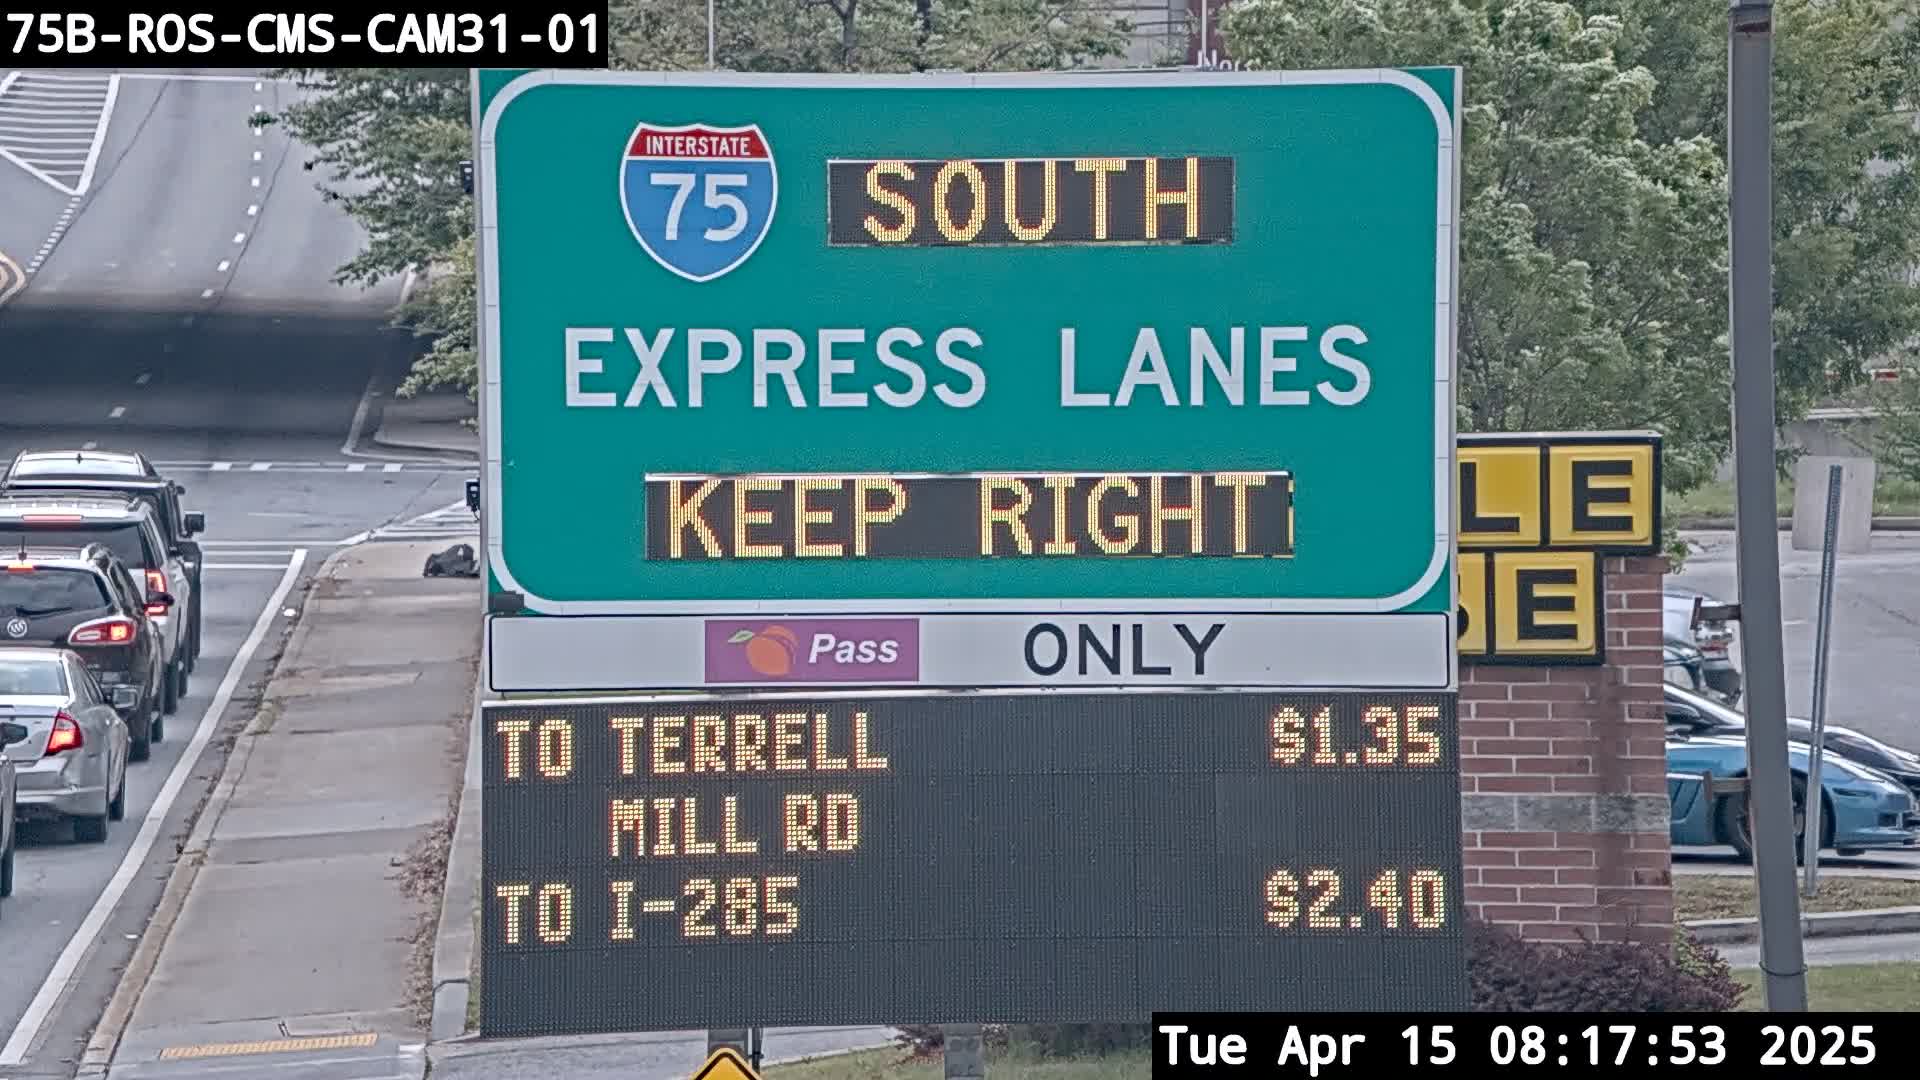 75B-ROS-CMS-CAM31-01
INTERSTATE
75
SOUTH
EXPRESS LANES
KEEP RIGHT
LE
E
Pass ONLY
TO TERRELL $1.35
MILL RD
TO I-285 $2.40
Tue Apr 15 08:17:53 2025